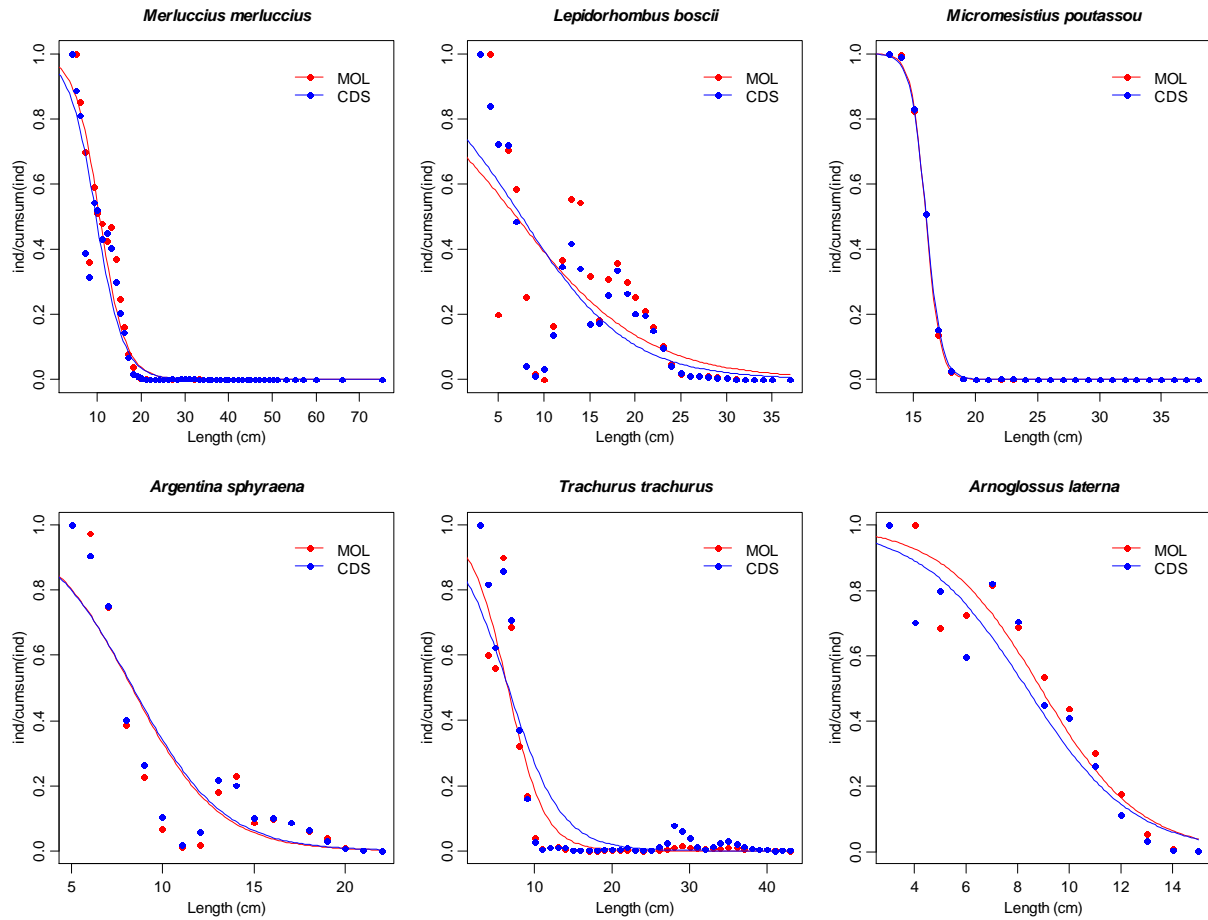 Merluccius merluccius
ind/cumsum(ind)
1.0
0.8
0.6
0.4
0.2
0.0
MOL
CDS
10 20 30 40 50 60 70
Length (cm)
Lepidorhombus boscii
ind/cumsum(ind)
1.0
0.8
0.6
0.4
0.2
0.0
MOL
CDS
5 10 15 20 25 30 35
Length (cm)
Micromesistius poutassou
ind/cumsum(ind)
1.0
0.8
0.6
0.4
0.2
0.0
MOL
CDS
15 20 25 30 35
Length (cm)
Argentina sphyraena
ind/cumsum(ind)
1.0
0.8
0.6
0.4
0.2
0.0
MOL
CDS
5 10 15 20
Length (cm)
Trachurus trachurus
ind/cumsum(ind)
1.0
0.8
0.6
0.4
0.2
0.0
MOL
CDS
10 20 30 40
Length (cm)
Arnoglossus laterna
ind/cumsum(ind)
1.0
0.8
0.6
0.4
0.2
0.0
MOL
CDS
4 6 8 10 12 14
Length (cm)